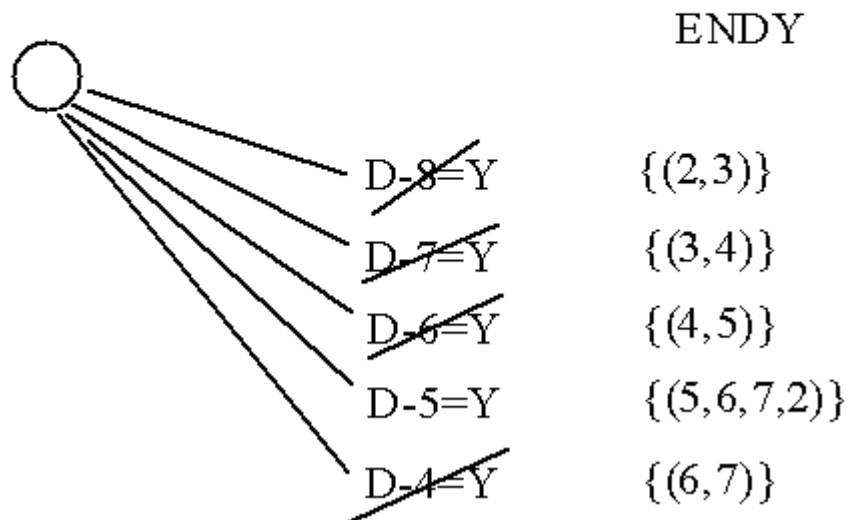 ENDY
D-8=Y {(2,3)}
D-7=Y {(3,4)}
D-6=Y {(4,5)}
D-5=Y {(5,6,7,2)}
D-4=Y {(6,7)}